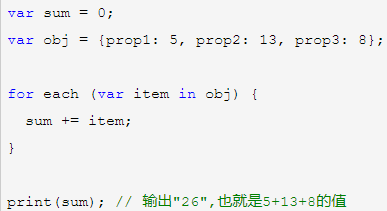 var sum = 0;
var obj = {prop1: 5, prop2: 13, prop3: 8};
for each (var item in obj) {
  sum += item;
}
print(sum); // 输出"26",也就是5+13+8的值